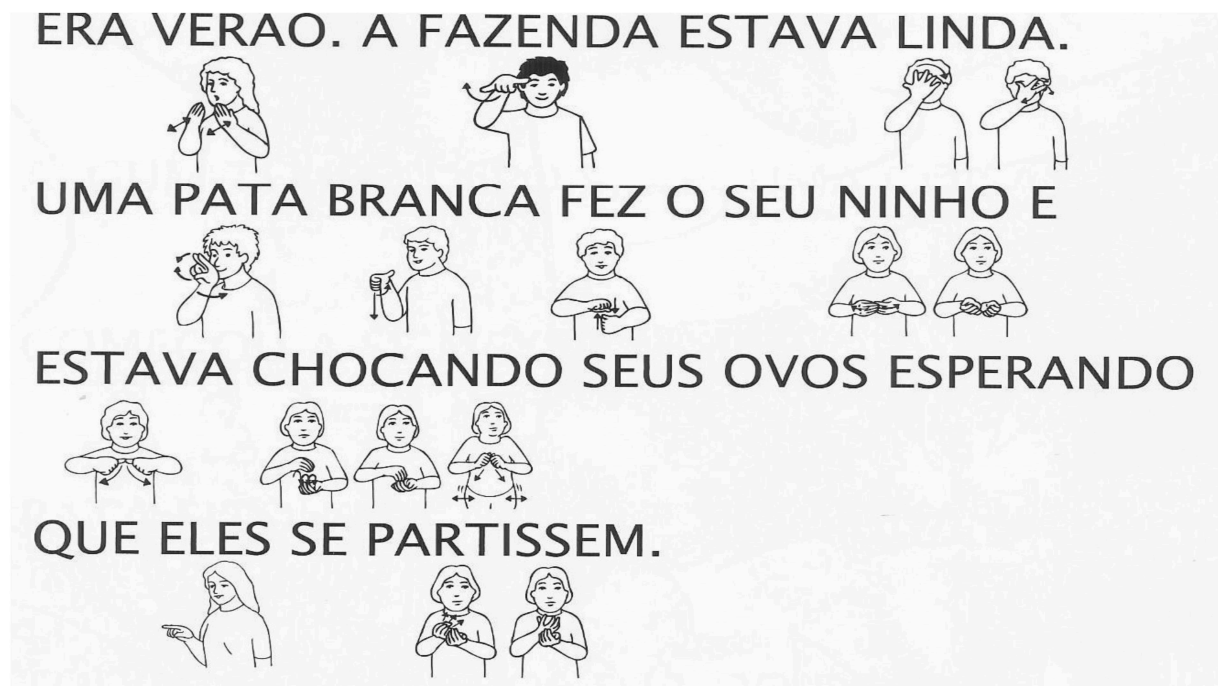 ERA VERAO. A FAZENDA ESTAVA LINDA.
UMA PATA BRANCA FEZ O SEU NINHO E
ESTAVA CHOCANDO SEUS OVOS ESPERANDO
QUE ELES SE PARTISSEM.